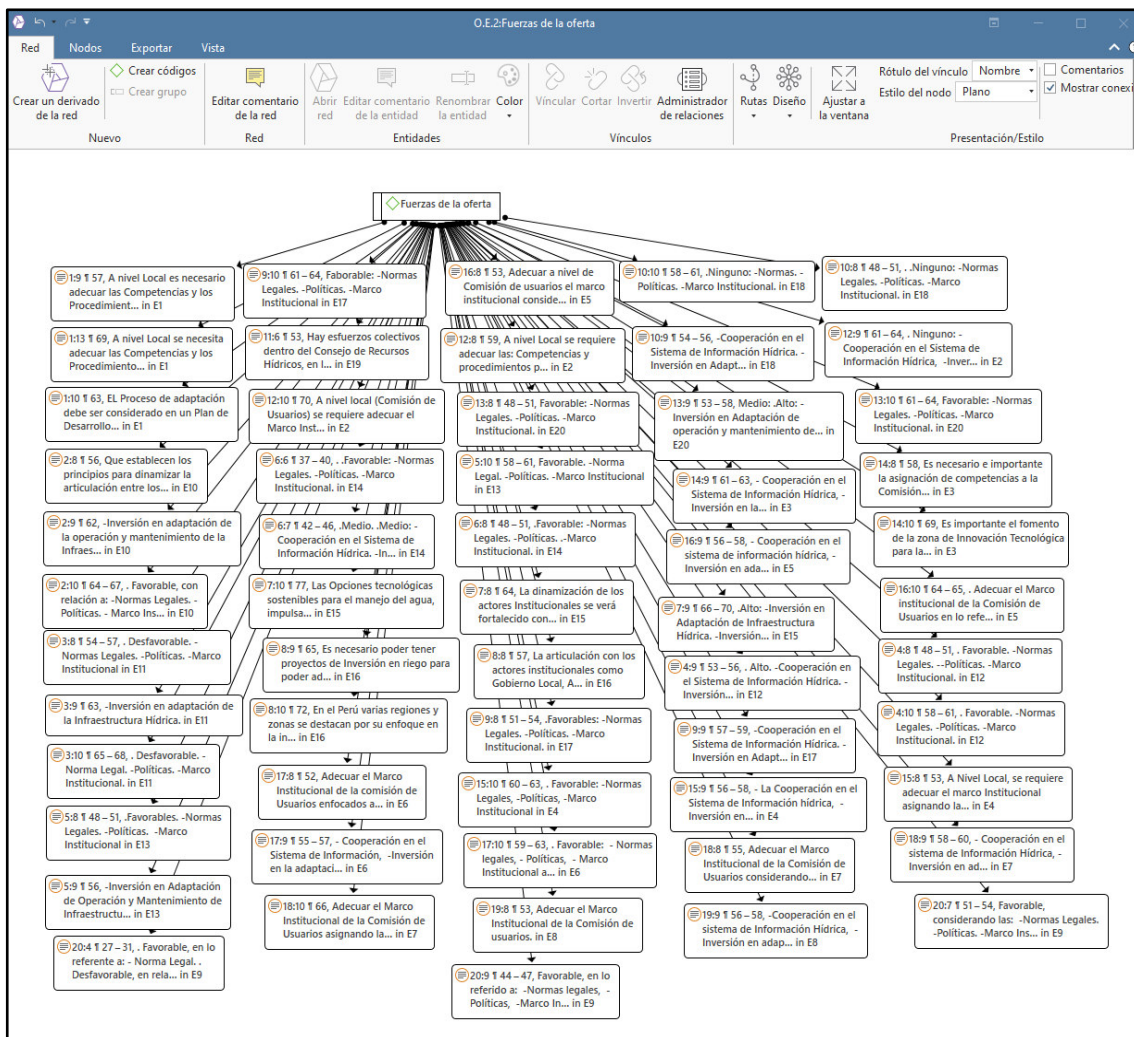 O.E.2:Fuerzas de la oferta
Red Nodos Exportar Vista
Crear un derivado
de la red
Crear códigos
Crear grupo
Nuevo
Editar comentario
de la red
Red
Abrir
red
Editar comentario
de la entidad
Renombrar
la entidad
Color
Entidades
Víncular Cortar Invertir
Administrador
de relaciones
Vínculos
Rutas Diseño
Ajustar a
la ventana
Rótulo del vínculo Nombre
Estilo del nodo Plano
Comentarios
Mostrar conexi
Presentación/Estilo
Fuerzas de la oferta
1:9 ¶ 57, A nivel Local es necesario
adecuar las Competencias y los
Procedimient... in E1
1:13 ¶ 69, A nivel Local se necesita
adecuar las Competencias y los
Procedimiento... in E1
1:10 ¶ 63, EL Proceso de adaptación
debe ser considerado en un Plan de
Desarrollo... in E1
2:8 ¶ 56, Que establecen los
principios para dinamizar la
articulación entre los... in E10
2:9 ¶ 62, -Inversión en adaptación de
la operación y mantenimiento de la
Infraes... in E10
2:10 ¶ 64 – 67, . Favorable, con
relación a: -Normas Legales. -
Políticas. - Marco Ins... in E10
3:8 ¶ 54 – 57, . Desfavorable. -
Normas Legales. -Políticas. -Marco
Institucional in E11
3:9 ¶ 63, -Inversión en adaptación de
la Infraestructura Hídrica. in E11
3:10 ¶ 65 – 68, . Desfavorable. -
Norma Legal. -Políticas. -Marco
Institucional. in E11
5:8 ¶ 48 – 51, .Favorables. -Normas
Legales. -Políticas. -Marco
Institucional. in E13
5:9 ¶ 56, -Inversión en Adaptación
de Operación y Mantenimiento de
Infraestructu... in E13
20:4 ¶ 27 – 31, . Favorable, en lo
referente a: - Norma Legal. .
Desfavorable, en rela... in E9
9:10 ¶ 61 –
64, Faborable: -Normas
Legales. -Políticas. -Marco
Institucional in E17
11:6 ¶ 53, Hay esfuerzos colectivos
dentro del Consejo de Recursos
Hídricos, en l... in E19
12:10 ¶ 70, A nivel local (Comisión de
Usuarios) se requiere adecuar el
Marco Inst... in E2
6:6 ¶ 37 – 40, . .Favorable: -Normas
Legales. -Políticas. -Marco
Institucional. in E14
6:7 ¶ 42 – 46, .Medio. .Medio: -
Cooperación en el Sistema de
Información Hídrica. -In... in E14
7:10 ¶ 77, Las Opciones tecnológicas
sostenibles para el manejo del agua,
impulsa... in E15
8:9 ¶ 65, Es necesario poder tener
proyectos de Inversión en riego para
poder ad... in E16
8:10 ¶ 72, En el Perú varias regiones y
zonas se destacan por su enfoque en
la in... in E16
17:8 ¶ 52, Adecuar el Marco
Institucional de la comisión de
Usuarios enfocados a... in E6
17:9 ¶ 55 – 57, - Cooperación en el
Sistema de Información, -Inversión
en la adaptaci... in E6
18:10 ¶ 66, Adecuar el Marco
Institucional de la Comisión de
Usuarios asignando la... in E7
16:8 ¶ 53, Adecuar a nivel de
Comisión de usuarios el marco
institucional conside... in E5
12:8 ¶ 59, A nivel Local se requiere
adecuar las: Competencias y
procedimientos p... in E2
13:8 ¶ 48 – 51, Favorable: -Normas
Legales. -Políticas. -Marco
Institucional. in E20
5:10 ¶ 58 – 61, Favorable. -Norma
Legal. -Políticas. -Marco Institucional
in E13
6:8 ¶ 48 – 51, .Favorable: -Normas
Legales. -Políticas. -Marco
Institucional. in E14
7:8 ¶ 64, La dinamización de los
actores Institucionales se verá
fortalecido con... in E15
8:8 ¶ 57, La articulación con los
actores institucionales como
Gobierno Local, A... in E16
9:8 ¶ 51 – 54, .Favorables: -Normas
Legales. -Políticas. -Marco
Institucional. in E17
15:10 ¶ 60 – 63, . Favorable: -Normas
Legales, -Políticas, -Marco
Institucional in E4
17:10 ¶ 59 – 63, . Favorable: - Normas
legales, - Políticas, - Marco
Institucional a... in E6
19:8 ¶ 53, Adecuar el Marco
Institucional de la Comisión de
usuarios. in E8
20:9 ¶ 44 – 47, Favorable, en lo
referido a: -Normas legales, -
Políticas, -Marco In... in E9
10:10 ¶ 58 – 61, .Ninguno: -Normas. -
Políticas. -Marco Institucional. in E18
10:9 ¶ 54 – 56, -Cooperación en el
Sistema de Información Hídrica. -
Inversión en Adapt... in E18
13:9 ¶ 53 – 58, Medio: .Alto: -
Inversión en Adaptación de
operación y mantenimiento de... in
E20
14:9 ¶ 61 – 63, - Cooperación en el
Sistema de Información Hídrica, -
Inversión en la... in E3
16:9 ¶ 56 – 58, - Cooperación en el
sistema de información hídrica, -
Inversión en ada... in E5
7:9 ¶ 66 – 70, .Alto: -Inversión en
Adaptación de Infraestructura
Hídrica. -Inversión... in E15
4:9 ¶ 53 – 56, . Alto. -Cooperación en
el Sistema de Información Hídrica. -
Inversión... in E12
9:9 ¶ 57 – 59, -Cooperación en el
Sistema de Información Hídrica. -
Inversión en Adapt... in E17
15:9 ¶ 56 – 58, - La Cooperación en el
Sistema de Información hídrica, -
Inversión en... in E4
18:8 ¶ 55, Adecuar el Marco
Institucional de la Comisión de
Usuarios considerando... in E7
19:9 ¶ 56 – 58, -Cooperación en el
sistema de Información Hídrica, -
Inversión en adap... in E8
10:8 ¶ 48 – 51, . .Ninguno: -Normas
Legales. -Políticas. -Marco
Institucional. in E18
12:9 ¶ 61 – 64, . Ninguno: -
Cooperación en el Sistema de
Información Hídrica, -Inver... in E2
13:10 ¶ 61 – 64, Favorable: -Normas
Legales. -Políticas. -Marco
Institucional. in E20
14:8 ¶ 58, Es necesario e importante
la asignación de competencias a la
Comisión... in E3
14:10 ¶ 69, Es importante el fomento
de la zona de Innovación Tecnológica
para la... in E3
16:10 ¶ 64 – 65, . Adecuar el Marco
institucional de la Comisión de
Usuarios en lo refe... in E5
4:8 ¶ 48 – 51, . Favorable. -Normas
Legales. --Políticas. -Marco
Institucional. in E12
4:10 ¶ 58 – 61, . Favorable. -Normas
Legales. -Políticas. -Marco
Institucional. in E12
15:8 ¶ 53, A Nivel Local, se requiere
adecuar el marco Institucional
asignando la... in E4
18:9 ¶ 58 – 60, - Cooperación en el
sistema de Información Hídrica, -
Inversión en ad... in E7
20:7 ¶ 51 – 54, Favorable,
considerando las: -Normas Legales.
-Políticas. -Marco Ins... in E9